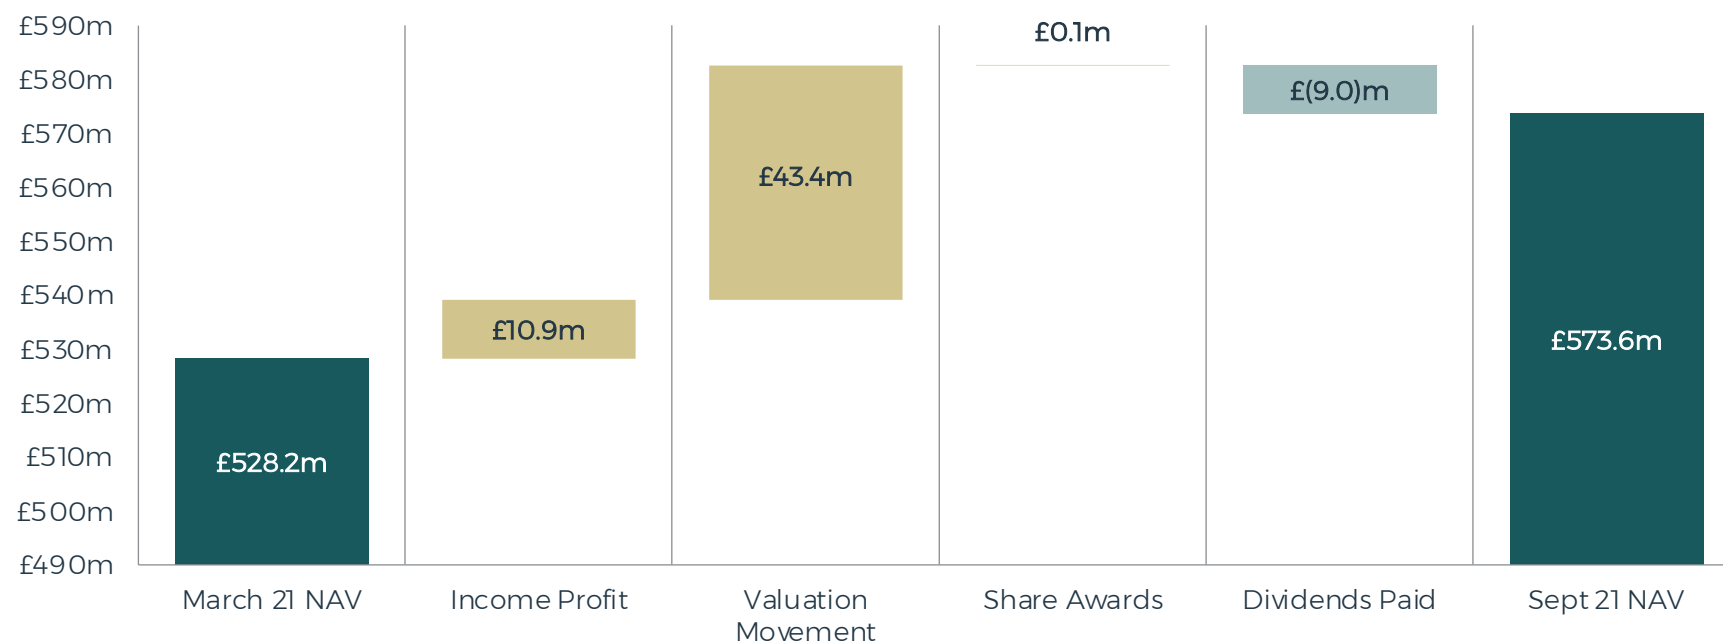 £590m
£580m
£570m
£560m
£550m
£540m
£530m
£520m
£510m
£500m
£490m
£528.2m
£10.9m
£43.4m
£0.1m
£(9.0)m
£573.6m
March 21 NAV
Income Profit
Valuation
Movement
Share Awards
Dividends Paid
Sept 21 NAV